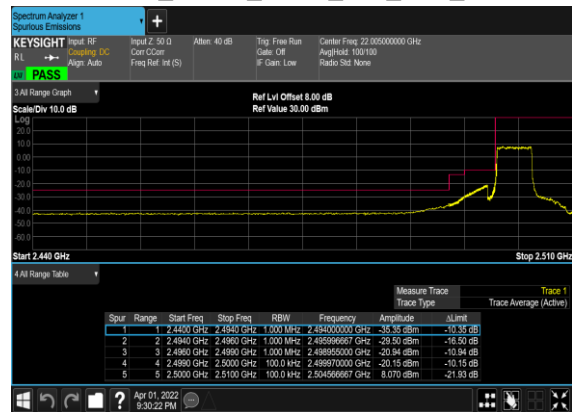 Spectrum Analyzer 1
Spurious Emissions
KEYSIGHT Input: RF Input Z: 50 Ω Atten: 40 dB Trig: Free Run Center Freq: 22.005000000 GHz
RL Coupling: DC Corr CCorr Gate: Off Avg|Hold: 100/100
Align: Auto Freq Ref: Int (S) IF Gain: Low Radio Std: None
PASS
3 All Range Graph
Ref Lvl Offset 8.00 dB
Scale/Div 10.0 dB Ref Value 30.00 dBm
Log
20.0
10.0
0.00
-10.0
-20.0
-30.0
-40.0
-50.0
-60.0
Start 2.440 GHz Stop 2.510 GHz
4 All Range Table
Measure Trace Trace 1
Trace Type Trace Average (Active)
Spur Range Start Freq Stop Freq RBW Frequency Amplitude ΔLimit
1 1 2.4400 GHz 2.4940 GHz 1.000 MHz 2.494000000 GHz -35.35 dBm -10.35 dB
2 2 2.4940 GHz 2.4960 GHz 1.000 MHz 2.495996667 GHz -29.50 dBm -16.50 dB
3 3 2.4960 GHz 2.4990 GHz 1.000 MHz 2.498955000 GHz -20.94 dBm -10.94 dB
4 4 2.4990 GHz 2.5000 GHz 100.0 kHz 2.499970000 GHz -20.15 dBm -10.15 dB
5 5 2.5000 GHz 2.5100 GHz 100.0 kHz 2.504566667 GHz 8.070 dBm -21.93 dB
Apr 01, 2022
9:30:22 PM